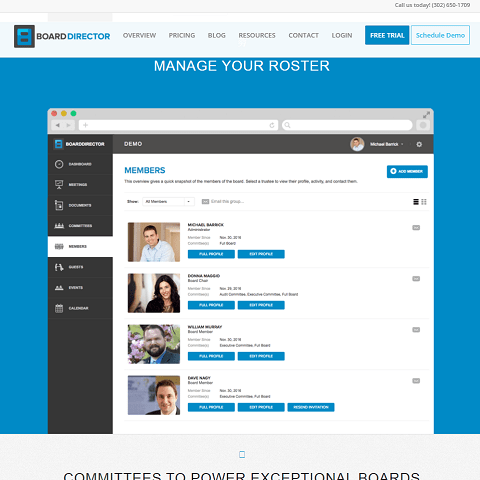 Call us today! (302) 650-1709
BOARDDIRECTOR OVERVIEW PRICING BLOG RESOURCES CONTACT LOGIN FREE TRIAL Schedule Demo
MANAGE YOUR ROSTER
BOARDDIRECTOR DEMO Michael Barrick
DASHBOARD
MEETINGS
DOCUMENTS
COMMITTEES
MEMBERS
GUESTS
EVENTS
CALENDAR
MEMBERS
ADD MEMBER
This overview gives a quick snapshot of the members of the board. Select a trustee to view their profile, activity, and contact them.
Show: All Members Email this group...
MICHAEL BARRICK
Administrator
Member Since Nov. 20, 2016
Committee(s) Full Board
FULL PROFILE EDIT PROFILE
DONNA MAGGIO
Board Chair
Member Since Nov. 29, 2016
Committee(s) Audit Committee, Executive Committee, Full Board
FULL PROFILE EDIT PROFILE
WILLIAM MURRAY
Board Member
Member Since Nov. 20, 2016
Committee(s) Executive Committee, Full Board
FULL PROFILE EDIT PROFILE
DAVE NAGY
Board Member
Member Since Nov. 30, 2016
Committee(s) Executive Committee, Full Board
FULL PROFILE EDIT PROFILE RESEND INVITATION
COMMITTEES TO POWER EXCEPTIONAL BOARDS